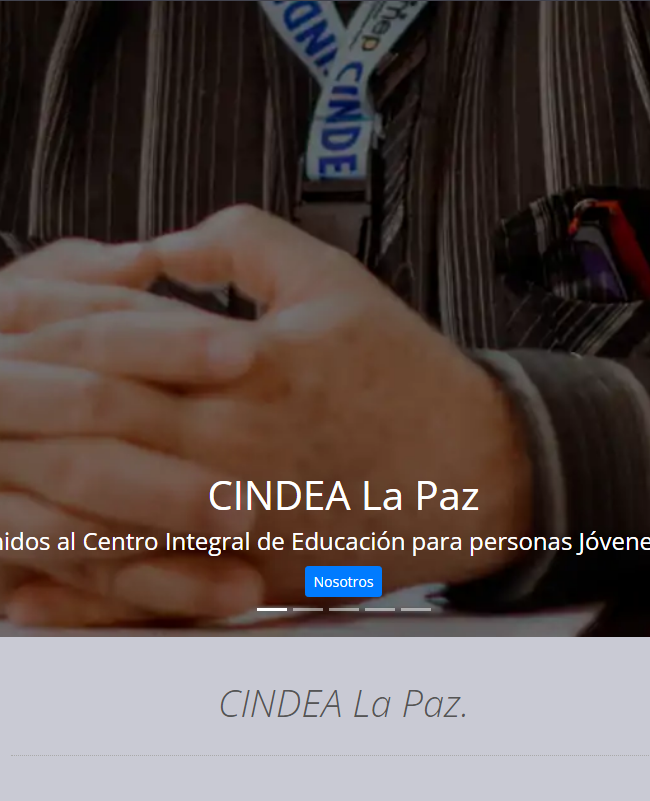 CINDE
CINDEA La Paz
nidos al Centro Integral de Educación para personas Jóvene
Nosotros
CINDEA La Paz.